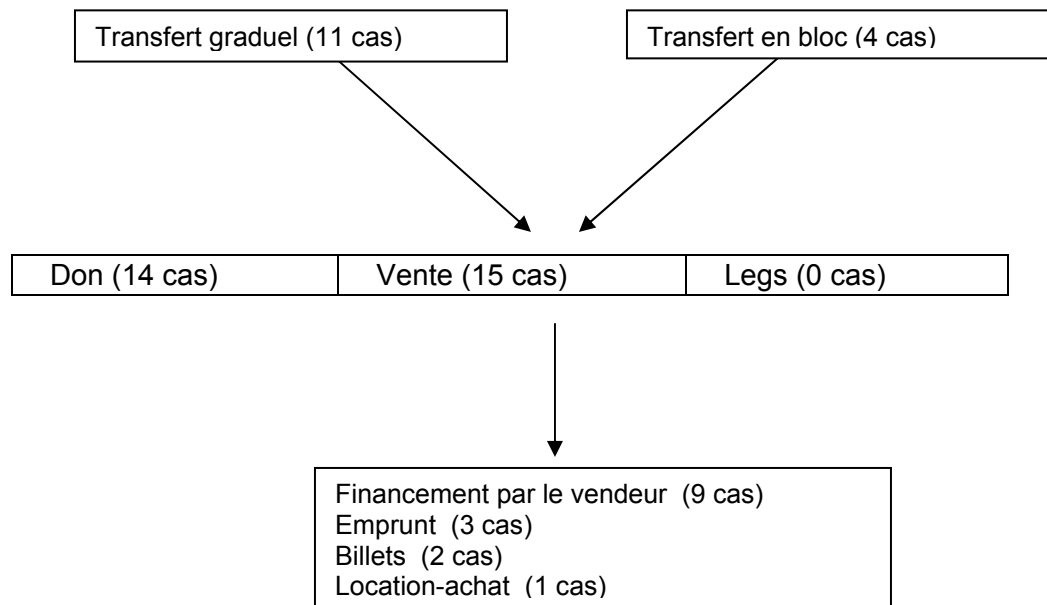 Transfert graduel (11 cas)
Transfert en bloc (4 cas)
Don (14 cas)
Vente (15 cas)
Legs (0 cas)
Financement par le vendeur (9 cas)
Emprunt (3 cas)
Billets (2 cas)
Location-achat (1 cas)